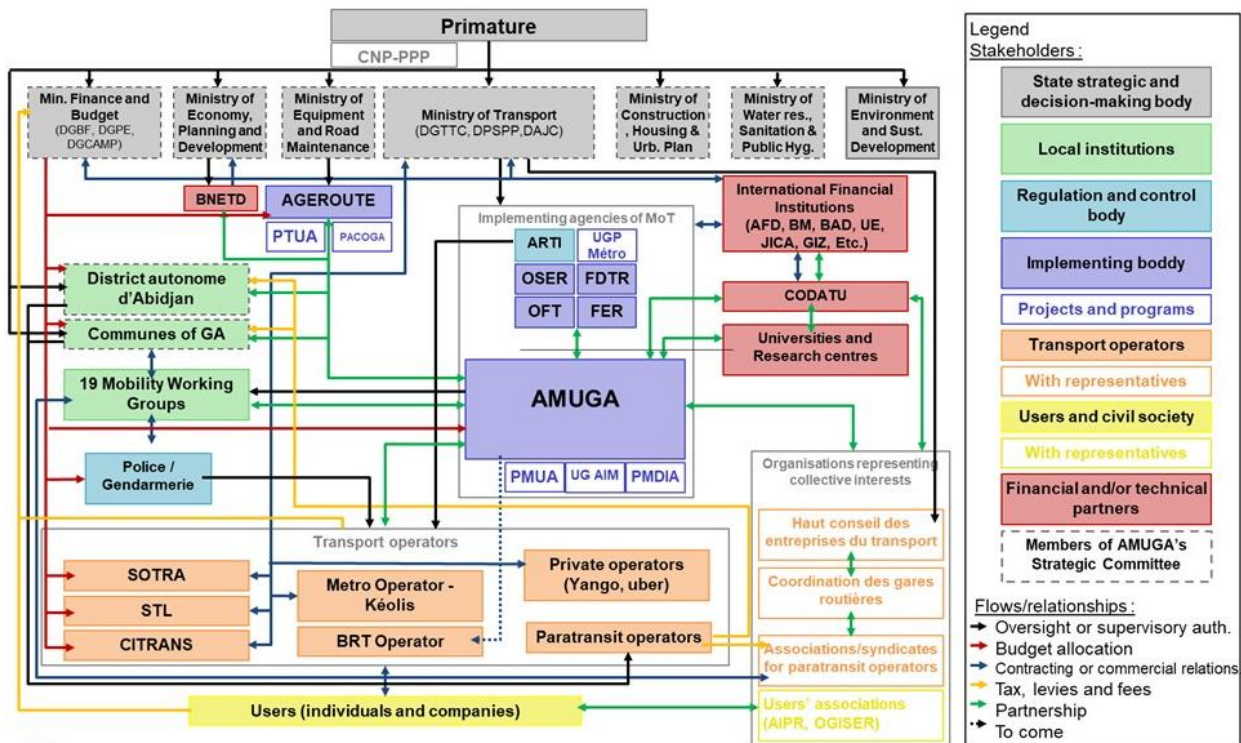 Primature
CNP-PPP
Min. Finance and
Budget
(DGBF, DGPE,
DGCAMP)
Ministry of
Economy,
Planning and
Development
Ministry of
Equipment
and Road
Maintenance
Ministry of Transport
(DGTTC, DPSPP,DAJC)
Ministry of
Construction
, Housing &
Urb. Plan
Ministry of
Water res.,
Sanitation &
Public Hyg.
Ministry of
Environment
and Sust.
Development
BNETD
AGEROUTE
PTUA
PACOGA
International Financial
Institutions
(AFD, BM, BAD, UE,
JICA, GIZ, Etc.)
Implementing agencies of MoT
ARTI
UGP
Métro
OSER
FDTR
OFT
FER
District autonome
d'Abidjan
Communes of GA
19 Mobility Working
Groups
Police /
Gendarmerie
CODATU
Universities and
Research centres
AMUGA
PMUA
UG AIM
PMDIA
Organisations representing
collective interests
Haut conseil des
entreprises du transport
Coordination des gares
routières
Associations/syndicates
for paratransit operators
Users' associations
(AIPR, OGISER)
Transport operators
SOTRA
STL
CITRANS
Metro Operator -
Kéolis
BRT Operator
Private operators
(Yango, uber)
Paratransit operators
Users (individuals and companies)
Legend
Stakeholders :
State strategic and
decision-making body
Local institutions
Regulation and control
body
Implementing boddy
Projects and programs
Transport operators
With representatives
Users and civil society
With representatives
Financial and/or technical
partners
Members of AMUGA's
Strategic Committee
Flows/relationships :
Oversight or supervisory auth.
Budget allocation
Contracting or commercial relations
Tax, levies and fees
Partnership
To come